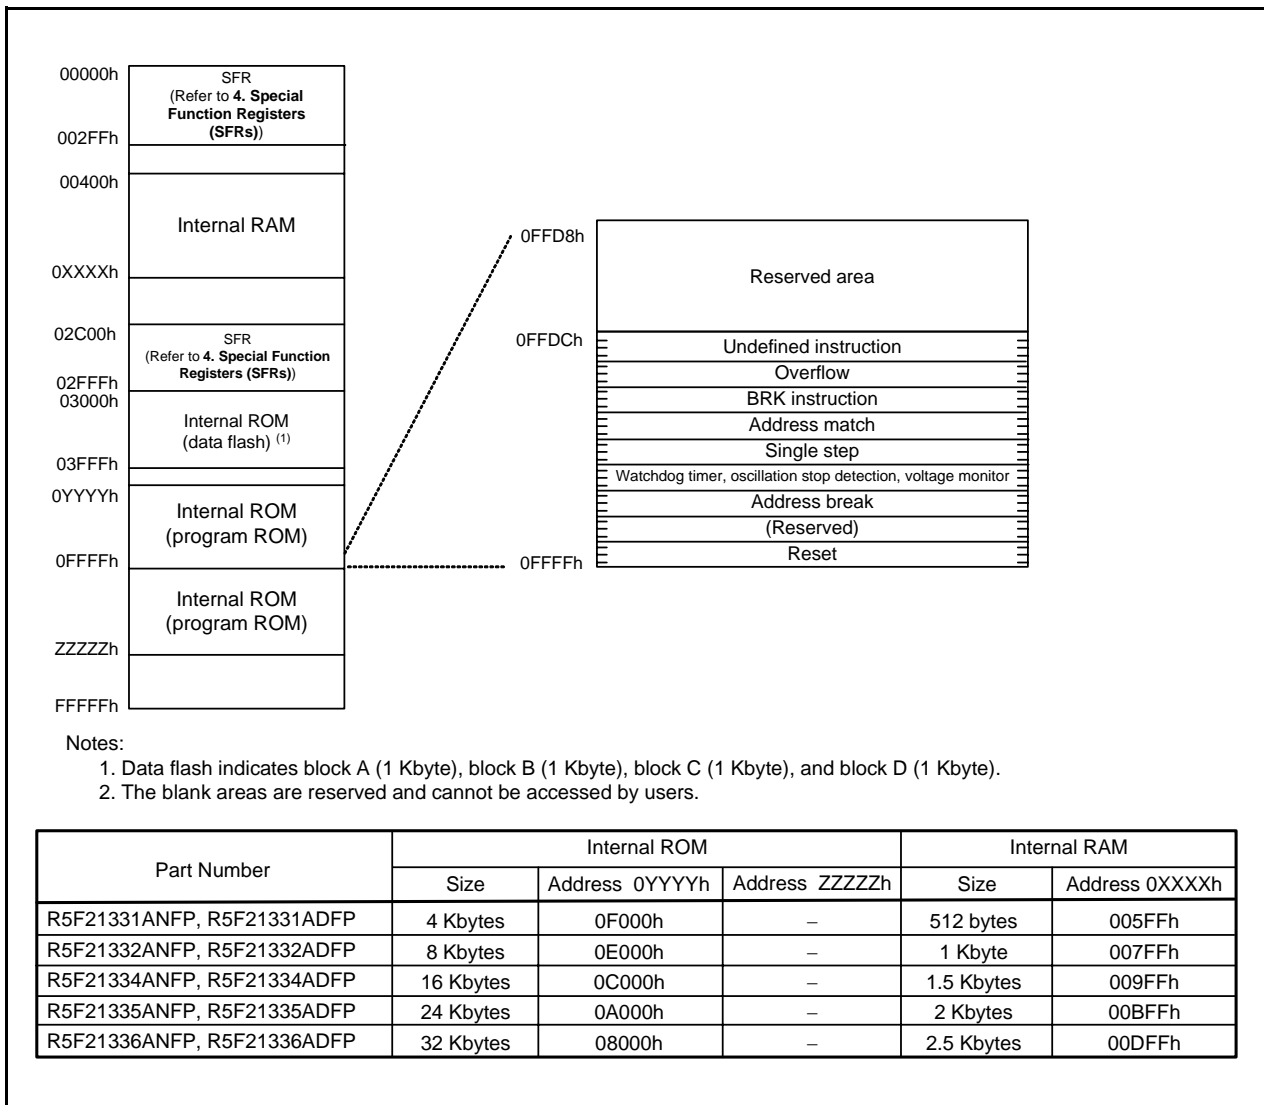 00000h
SFR
(Refer to 4. Special
Function Registers
(SFRs))
002FFh
00400h
Internal RAM
0XXXXh
02C00h
SFR
(Refer to 4. Special Function
Registers (SFRs))
02FFFh
03000h
Internal ROM
(data flash) (1)
03FFFh
0YYYYh
Internal ROM
(program ROM)
0FFFFh
Internal ROM
(program ROM)
ZZZZZh
FFFFFh
0FFD8h
Reserved area
0FFDCh
Undefined instruction
Overflow
BRK instruction
Address match
Single step
Watchdog timer, oscillation stop detection, voltage monitor
Address break
(Reserved)
Reset
0FFFFh
Notes:
1. Data flash indicates block A (1 Kbyte), block B (1 Kbyte), block C (1 Kbyte), and block D (1 Kbyte).
2. The blank areas are reserved and cannot be accessed by users.
Part Number Internal ROM Internal RAM
Size Address 0YYYYh Address ZZZZZh Size Address 0XXXXh
R5F21331ANFP, R5F21331ADFP 4 Kbytes 0F000h – 512 bytes 005FFh
R5F21332ANFP, R5F21332ADFP 8 Kbytes 0E000h – 1 Kbyte 007FFh
R5F21334ANFP, R5F21334ADFP 16 Kbytes 0C000h – 1.5 Kbytes 009FFh
R5F21335ANFP, R5F21335ADFP 24 Kbytes 0A000h – 2 Kbytes 00BFFh
R5F21336ANFP, R5F21336ADFP 32 Kbytes 08000h – 2.5 Kbytes 00DFFh